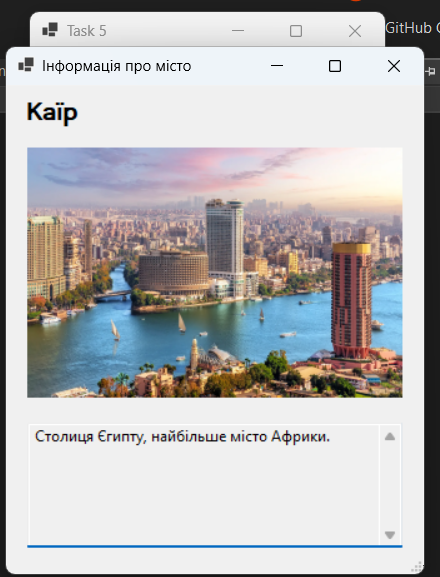 Task 5
GitHub
Інформація про місто
Каїр
Столиця Єгипту, найбільше місто Африки.